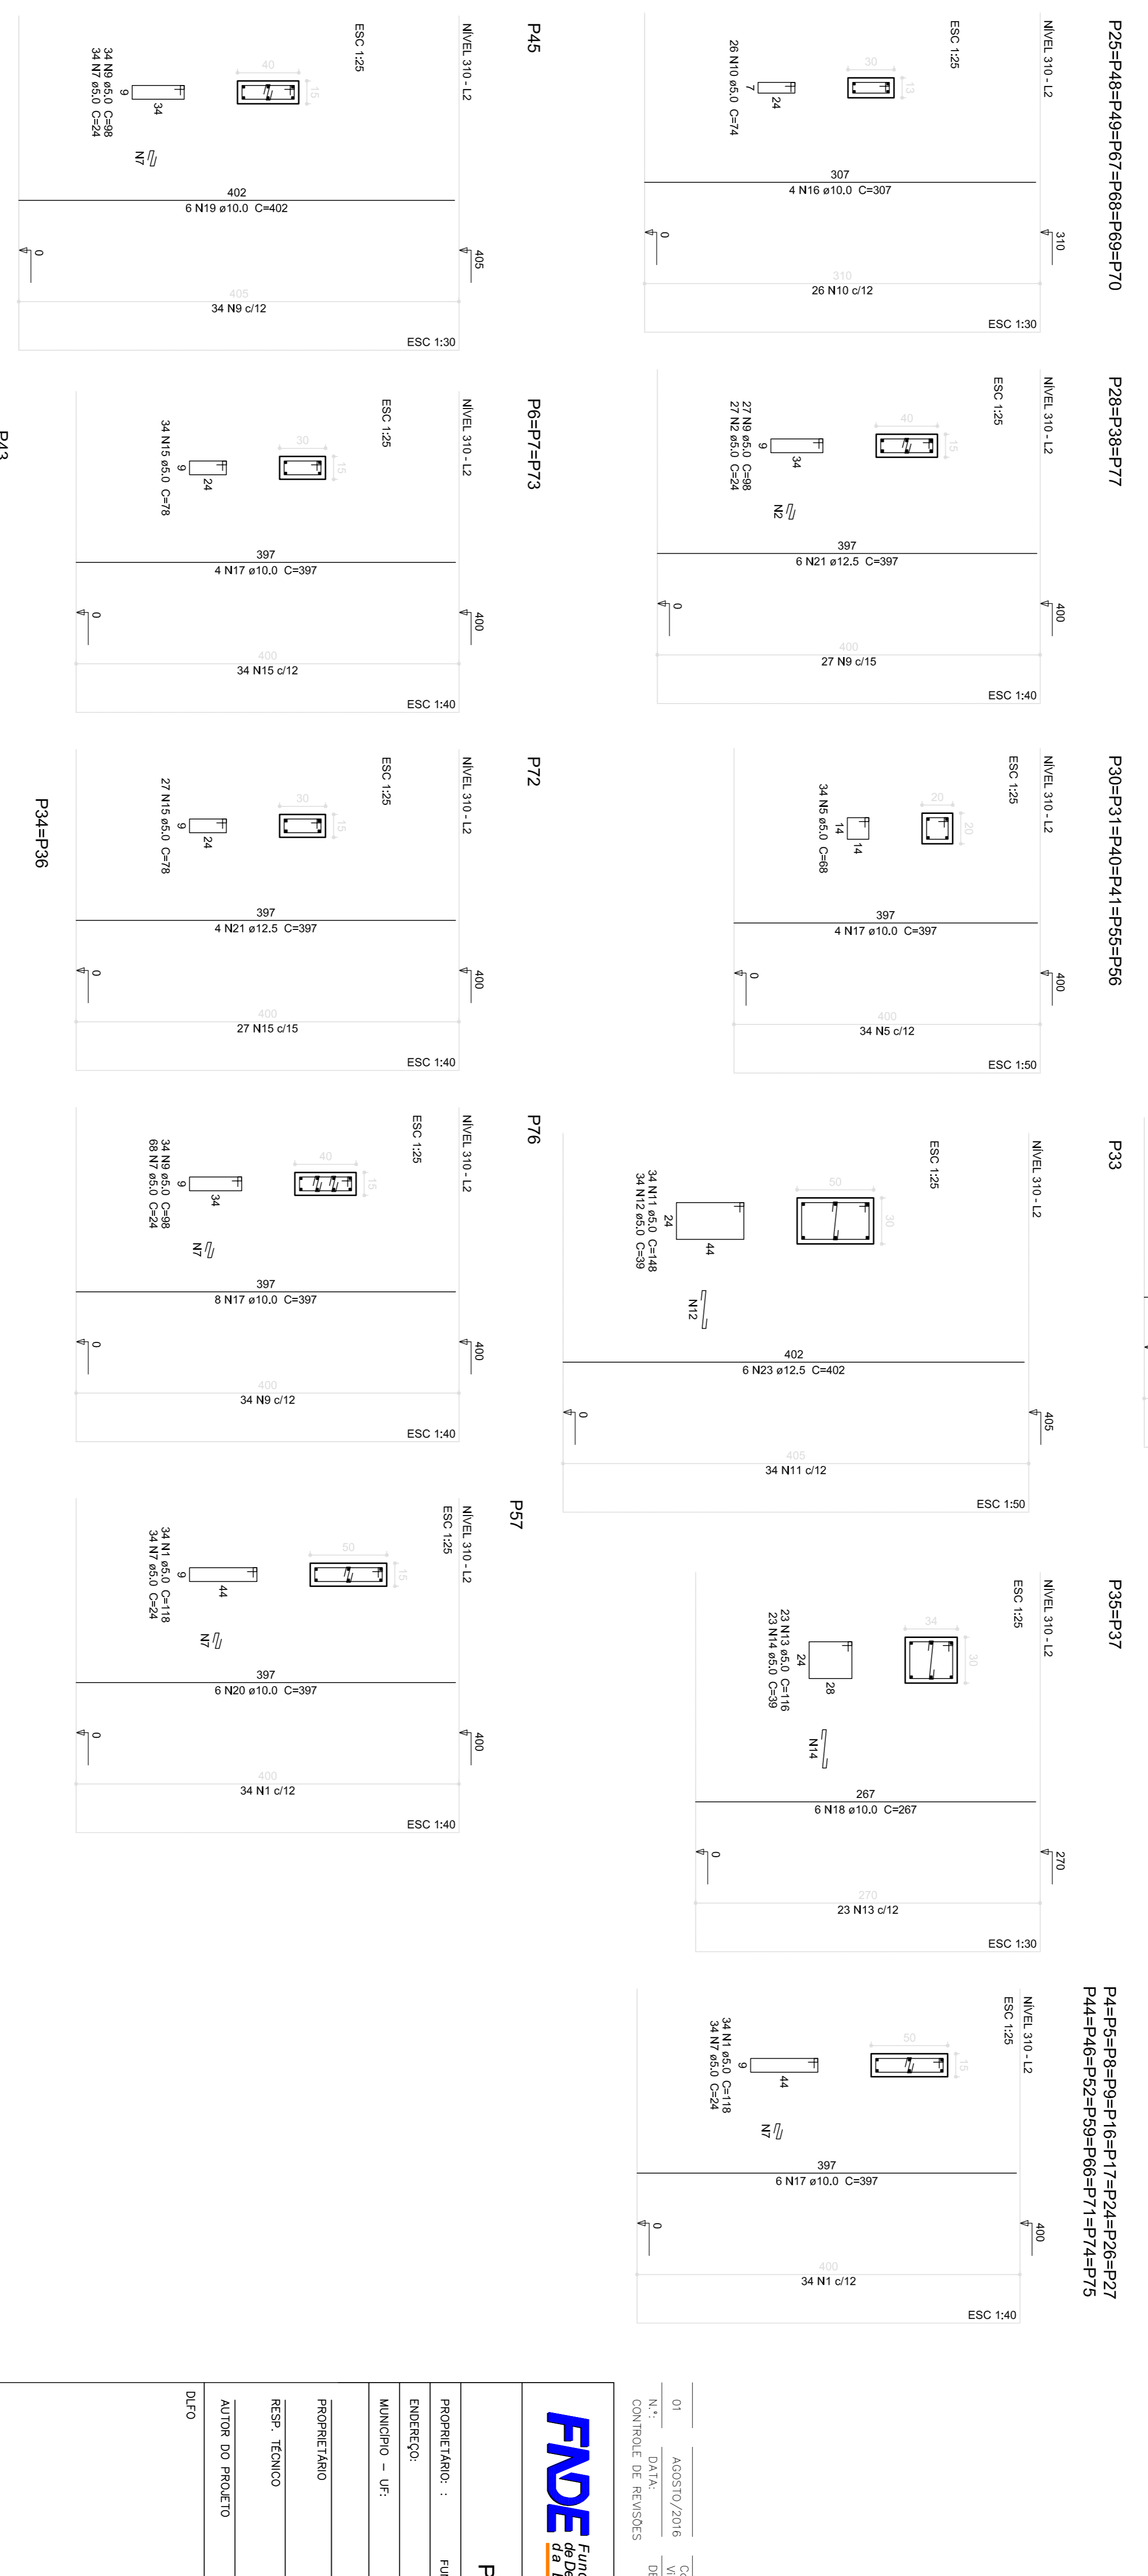 P25=P48=P49=P67=P68=P69=P70
NÍVEL 310 - L2
ESC 1:25
30
13
24
7
26 N10 ø5.0 C=74
307
4 N16 ø10.0 C=307
310
0
310
26 N10 c/12
ESC 1:30
P28=P38=P77
NÍVEL 310 - L2
ESC 1:25
40
15
34
9
27 N9 ø5.0 C=98
27 N2 ø5.0 C=24
N2
397
6 N21 ø12.5 C=397
400
0
400
27 N9 c/15
ESC 1:40
P30=P31=P40=P41=P55=P56
NÍVEL 310 - L2
ESC 1:25
20
20
14
14
34 N5 ø5.0 C=68
397
4 N17 ø10.0 C=397
400
0
400
34 N5 c/12
ESC 1:50
P33
NÍVEL 310 - L2
ESC 1:25
50
30
44
24
34 N11 ø5.0 C=148
34 N12 ø5.0 C=39
N12
402
6 N23 ø12.5 C=402
405
0
405
34 N11 c/12
ESC 1:50
P35=P37
NÍVEL 310 - L2
ESC 1:25
34
30
28
24
23 N13 ø5.0 C=116
23 N14 ø5.0 C=39
N14
267
6 N18 ø10.0 C=267
270
0
270
23 N13 c/12
ESC 1:30
P4=P5=P8=P9=P16=P17=P24=P26=P27
P44=P46=P52=P59=P66=P71=P74=P75
NÍVEL 310 - L2
ESC 1:25
50
15
44
9
34 N1 ø5.0 C=118
34 N7 ø5.0 C=24
N7
397
6 N17 ø10.0 C=397
400
0
400
34 N1 c/12
ESC 1:40
P45
NÍVEL 310 - L2
ESC 1:25
40
15
34
9
34 N9 ø5.0 C=98
34 N7 ø5.0 C=24
N7
402
6 N19 ø10.0 C=402
405
0
405
34 N9 c/12
ESC 1:30
P6=P7=P73
NÍVEL 310 - L2
ESC 1:25
30
15
24
9
34 N15 ø5.0 C=78
397
4 N17 ø10.0 C=397
400
0
400
34 N15 c/12
ESC 1:40
P72
NÍVEL 310 - L2
ESC 1:25
30
15
24
9
27 N15 ø5.0 C=78
397
4 N21 ø12.5 C=397
400
0
400
27 N15 c/15
ESC 1:40
P76
NÍVEL 310 - L2
ESC 1:25
40
15
34
9
34 N9 ø5.0 C=98
68 N7 ø5.0 C=24
N7
397
8 N17 ø10.0 C=397
400
0
400
34 N9 c/12
ESC 1:40
P57
NÍVEL 310 - L2
ESC 1:25
50
15
44
9
34 N1 ø5.0 C=118
34 N7 ø5.0 C=24
N7
397
6 N20 ø10.0 C=397
400
0
400
34 N1 c/12
ESC 1:40
P43
P34=P36
01 AGOSTO/2016
N.º: DATA:
CONTROLE DE REVISÕES
FNDE
de De
da
PROPRIETÁRIO: :
ENDEREÇO:
MUNICÍPIO - UF:
PROPRIETÁRIO
RESP. TÉCNICO
AUTOR DO PROJETO
DLFO